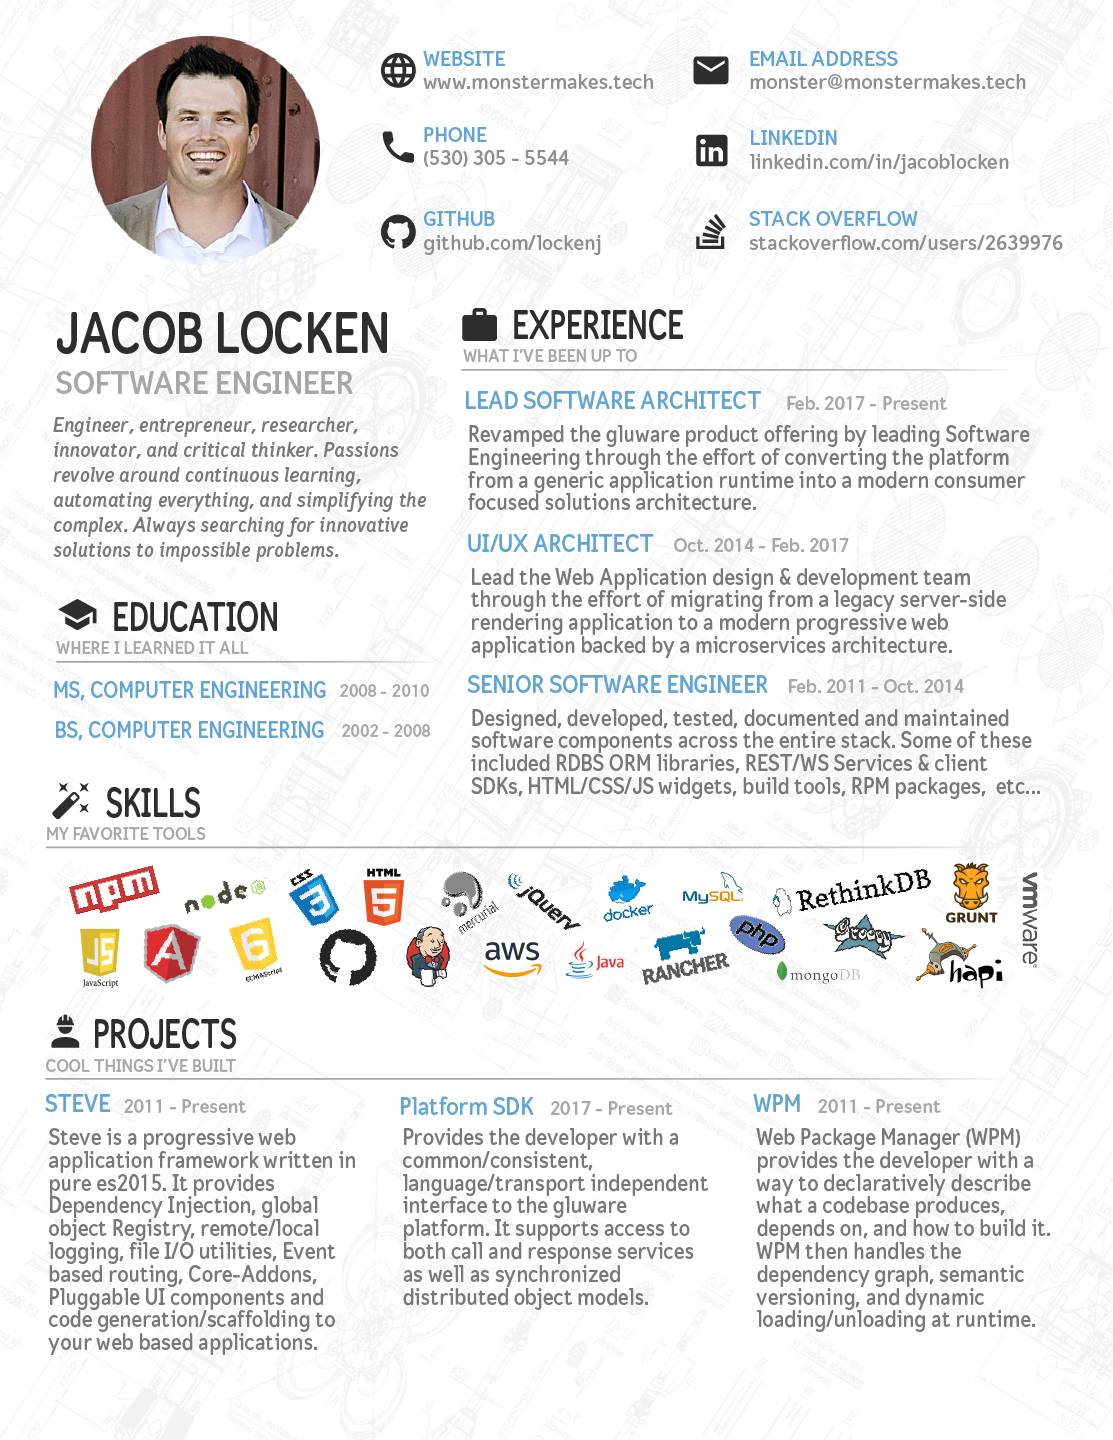 WEBSITE
www.monstermakes.tech
EMAIL ADDRESS
monster@monstermakes.tech
PHONE
(530) 305 - 5544
LINKEDIN
linkedin.com/in/jacoblocken
GITHUB
github.com/lockenj
STACK OVERFLOW
stackoverflow.com/users/2639976
JACOB LOCKEN
SOFTWARE ENGINEER
Engineer, entrepreneur, researcher,
innovator, and critical thinker. Passions
revolve around continuous learning,
automating everything, and simplifying the
complex. Always searching for innovative
solutions to impossible problems.
EDUCATION
WHERE I LEARNED IT ALL
MS, COMPUTER ENGINEERING 2008 - 2010
BS, COMPUTER ENGINEERING 2002 - 2008
EXPERIENCE
WHAT I'VE BEEN UP TO
LEAD SOFTWARE ARCHITECT Feb. 2017 - Present
Revamped the gluware product offering by leading Software
Engineering through the effort of converting the platform
from a generic application runtime into a modern consumer
focused solutions architecture.
UI/UX ARCHITECT Oct. 2014 - Feb. 2017
Lead the Web Application design & development team
through the effort of migrating from a legacy server-side
rendering application to a modern progressive web
application backed by a microservices architecture.
SENIOR SOFTWARE ENGINEER Feb. 2011 - Oct. 2014
Designed, developed, tested, documented and maintained
software components across the entire stack. Some of these
included RDBS ORM libraries, REST/WS Services & client
SDKs, HTML/CSS/JS widgets, build tools, RPM packages, etc...
SKILLS
MY FAVORITE TOOLS
npm
node
JS
CSS
3
HTML
5
mercurial
jQuery
docker
MySQL
RethinkDB
GRUNT
vmware
JS
JavaScript
A
6
ECMAScript
aws
Java
RANCHER
php
mongoDB
Groovy
hapi
PROJECTS
COOL THINGS I'VE BUILT
STEVE 2011 - Present
Steve is a progressive web
application framework written in
pure es2015. It provides
Dependency Injection, global
object Registry, remote/local
logging, file I/O utilities, Event
based routing, Core-Addons,
Pluggable UI components and
code generation/scaffolding to
your web based applications.
Platform SDK 2017 - Present
Provides the developer with a
common/consistent,
language/transport independent
interface to the gluware
platform. It supports access to
both call and response services
as well as synchronized
distributed object models.
WPM 2011 - Present
Web Package Manager (WPM)
provides the developer with a
way to declaratively describe
what a codebase produces,
depends on, and how to build it.
WPM then handles the
dependency graph, semantic
versioning, and dynamic
loading/unloading at runtime.